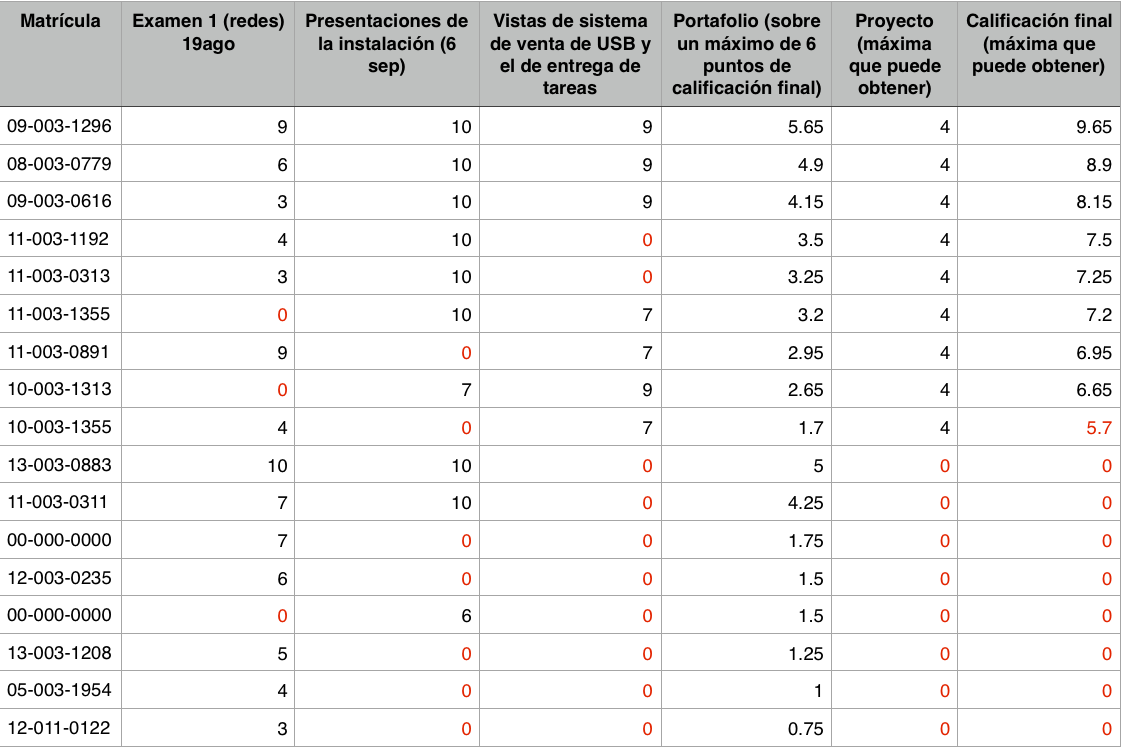 Matrícula
Examen 1 (redes)
19ago
Presentaciones de
la instalación (6
sep)
Vistas de sistema
de venta de USB y
el de entrega de
tareas
Portafolio (sobre
un máximo de 6
puntos de
calificación final)
Proyecto
(máxima
que puede
obtener)
Calificación final
(máxima que
puede obtener)
09-003-1296 9 10 9 5.65 4 9.65
08-003-0779 6 10 9 4.9 4 8.9
09-003-0616 3 10 9 4.15 4 8.15
11-003-1192 4 10 0 3.5 4 7.5
11-003-0313 3 10 0 3.25 4 7.25
11-003-1355 0 10 7 3.2 4 7.2
11-003-0891 9 0 7 2.95 4 6.95
10-003-1313 0 7 9 2.65 4 6.65
10-003-1355 4 0 7 1.7 4 5.7
13-003-0883 10 10 0 5 0 0
11-003-0311 7 10 0 4.25 0 0
00-000-0000 7 0 0 1.75 0 0
12-003-0235 6 0 0 1.5 0 0
00-000-0000 0 6 0 1.5 0 0
13-003-1208 5 0 0 1.25 0 0
05-003-1954 4 0 0 1 0 0
12-011-0122 3 0 0 0.75 0 0